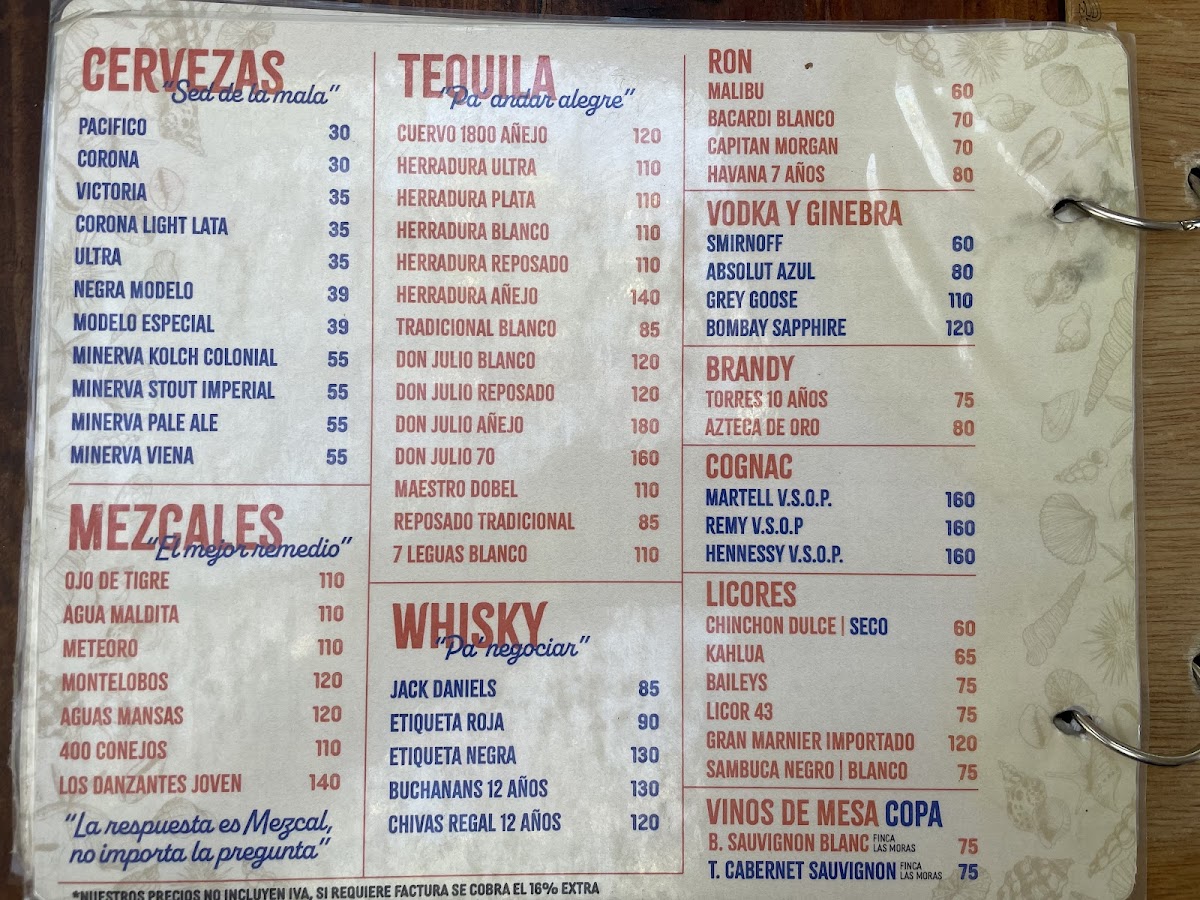 CERVEZAS
"Sed de la mala"
PACIFICO 30
CORONA 30
VICTORIA 35
CORONA LIGHT LATA 35
ULTRA 35
NEGRA MODELO 39
MODELO ESPECIAL 39
MINERVA KOLCH COLONIAL 55
MINERVA STOUT IMPERIAL 55
MINERVA PALE ALE 55
MINERVA VIENA 55
MEZCALES
"El mejor remedio"
OJO DE TIGRE 110
AGUA MALDITA 110
METEORO 110
MONTELOBOS 120
AGUAS MANSAS 120
400 CONEJOS 110
LOS DANZANTES JOVEN 140
"La respuesta es Mezcal,
no importa la pregunta"
TEQUILA
"Pa' andar alegre"
CUERVO 1800 AÑEJO 120
HERRADURA ULTRA 110
HERRADURA PLATA 110
HERRADURA BLANCO 110
HERRADURA REPOSADO 110
HERRADURA AÑEJO 140
TRADICIONAL BLANCO 85
DON JULIO BLANCO 120
DON JULIO REPOSADO 120
DON JULIO AÑEJO 180
DON JULIO 70 160
MAESTRO DOBEL 110
REPOSADO TRADICIONAL 85
7 LEGUAS BLANCO 110
WHISKY
"Pa' negociar"
JACK DANIELS 85
ETIQUETA ROJA 90
ETIQUETA NEGRA 130
BUCHANANS 12 AÑOS 130
CHIVAS REGAL 12 AÑOS 120
RON
MALIBU 60
BACARDI BLANCO 70
CAPITAN MORGAN 70
HAVANA 7 AÑOS 80
VODKA Y GINEBRA
SMIRNOFF 60
ABSOLUT AZUL 80
GREY GOOSE 110
BOMBAY SAPPHIRE 120
BRANDY
TORRES 10 AÑOS 75
AZTECA DE ORO 80
COGNAC
MARTELL V.S.O.P. 160
REMY V.S.O.P 160
HENNESSY V.S.O.P. 160
LICORES
CHINCHON DULCE | SECO 60
KAHLUA 65
BAILEYS 75
LICOR 43 75
GRAN MARNIER IMPORTADO 120
SAMBUCA NEGRO | BLANCO 75
VINOS DE MESA COPA
B. SAUVIGNON BLANC FINCA LAS MORAS 75
T. CABERNET SAUVIGNON FINCA LAS MORAS 75
*NUESTROS PRECIOS NO INCLUYEN IVA, SI REQUIERE FACTURA SE COBRA EL 16% EXTRA